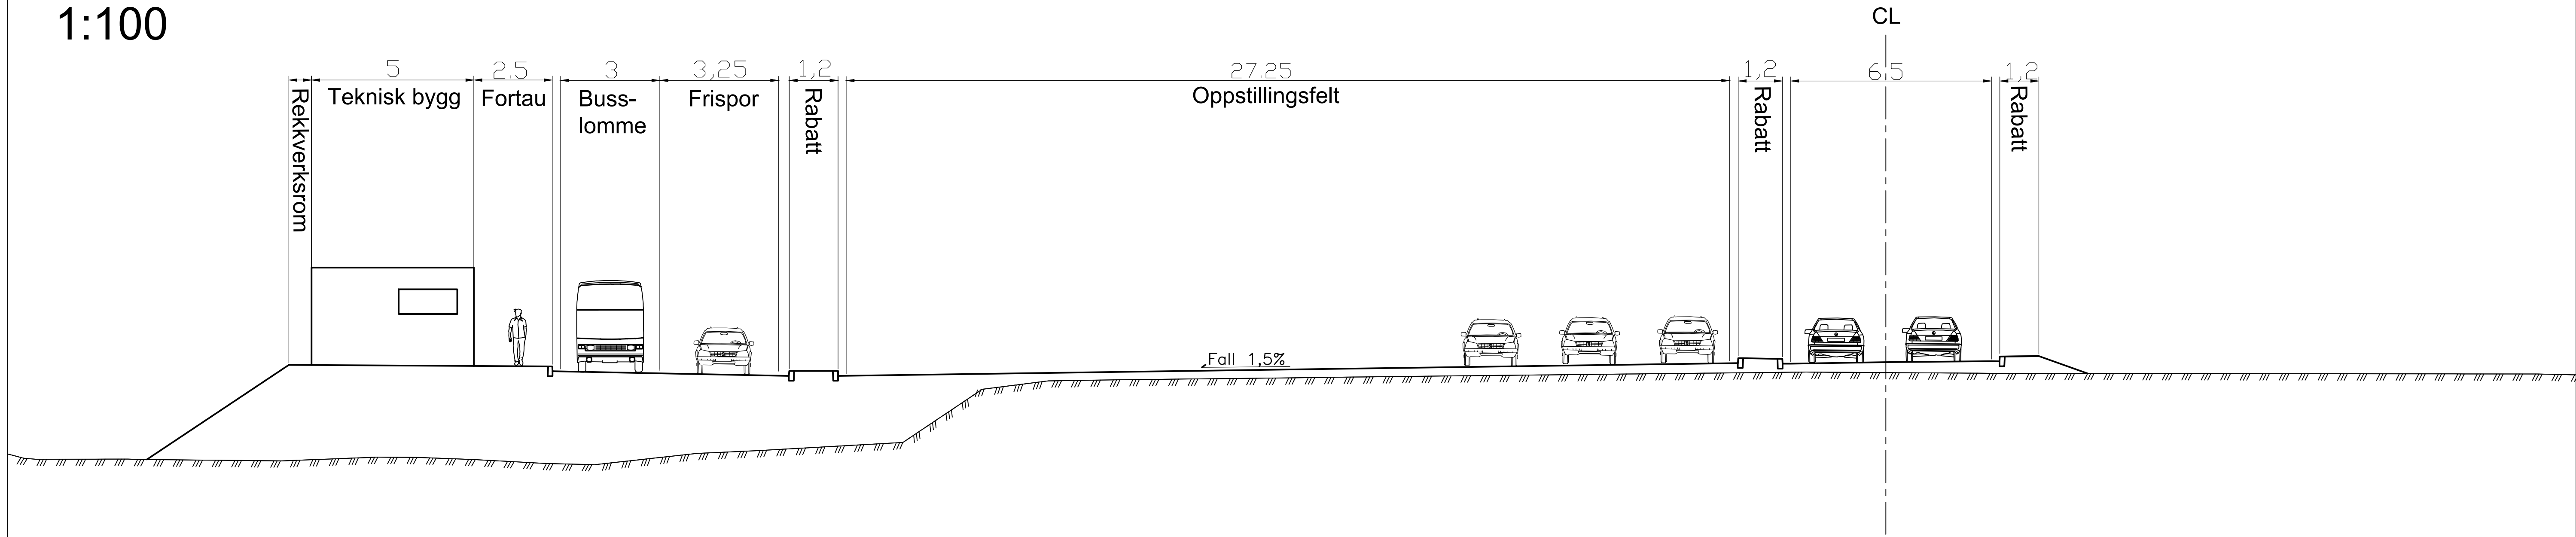 1:100
CL
5
2.5
3
3,25
1,2
27.25
1,2
6.5
1,2
Rekkverksrom
Teknisk bygg
Fortau
Buss-
lomme
Frispor
Rabatt
Oppstillingsfelt
Rabatt
Rabatt
Fall 1,5%